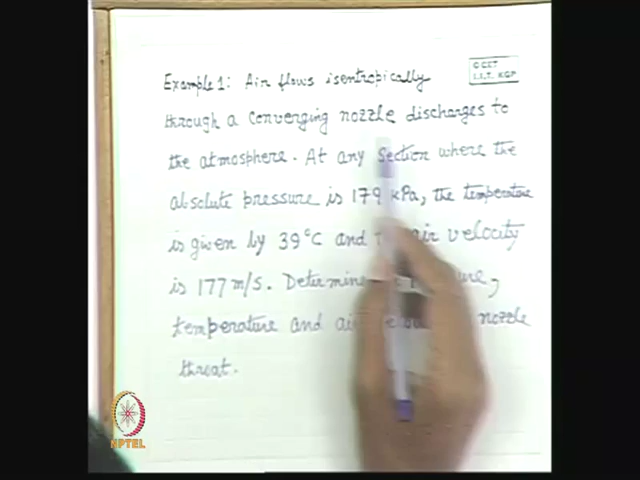 © CET
I.I.T. KGP
Example 1: Air flows isentropically
through a converging nozzle discharges to
the atmosphere. At any section where the
absolute pressure is 179 kPa, the temperature
is given by 39°C and air velocity
is 177 m/s. Determine
temperature and nozzle
throat.
NPTEL